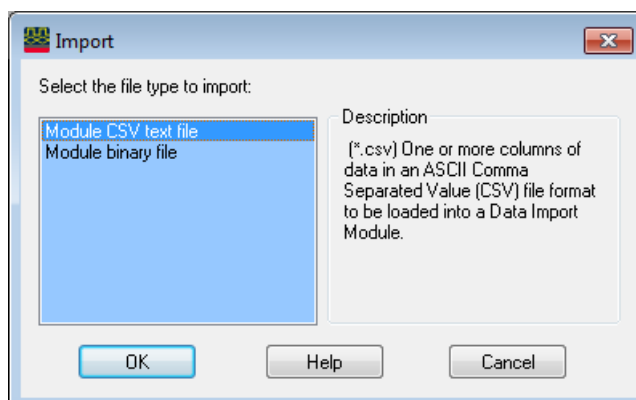 Import
Select the file type to import:
Module CSV text file
Module binary file
Description
(*.csv) One or more columns of
data in an ASCII Comma
Separated Value (CSV) file format
to be loaded into a Data Import
Module.
OK
Help
Cancel